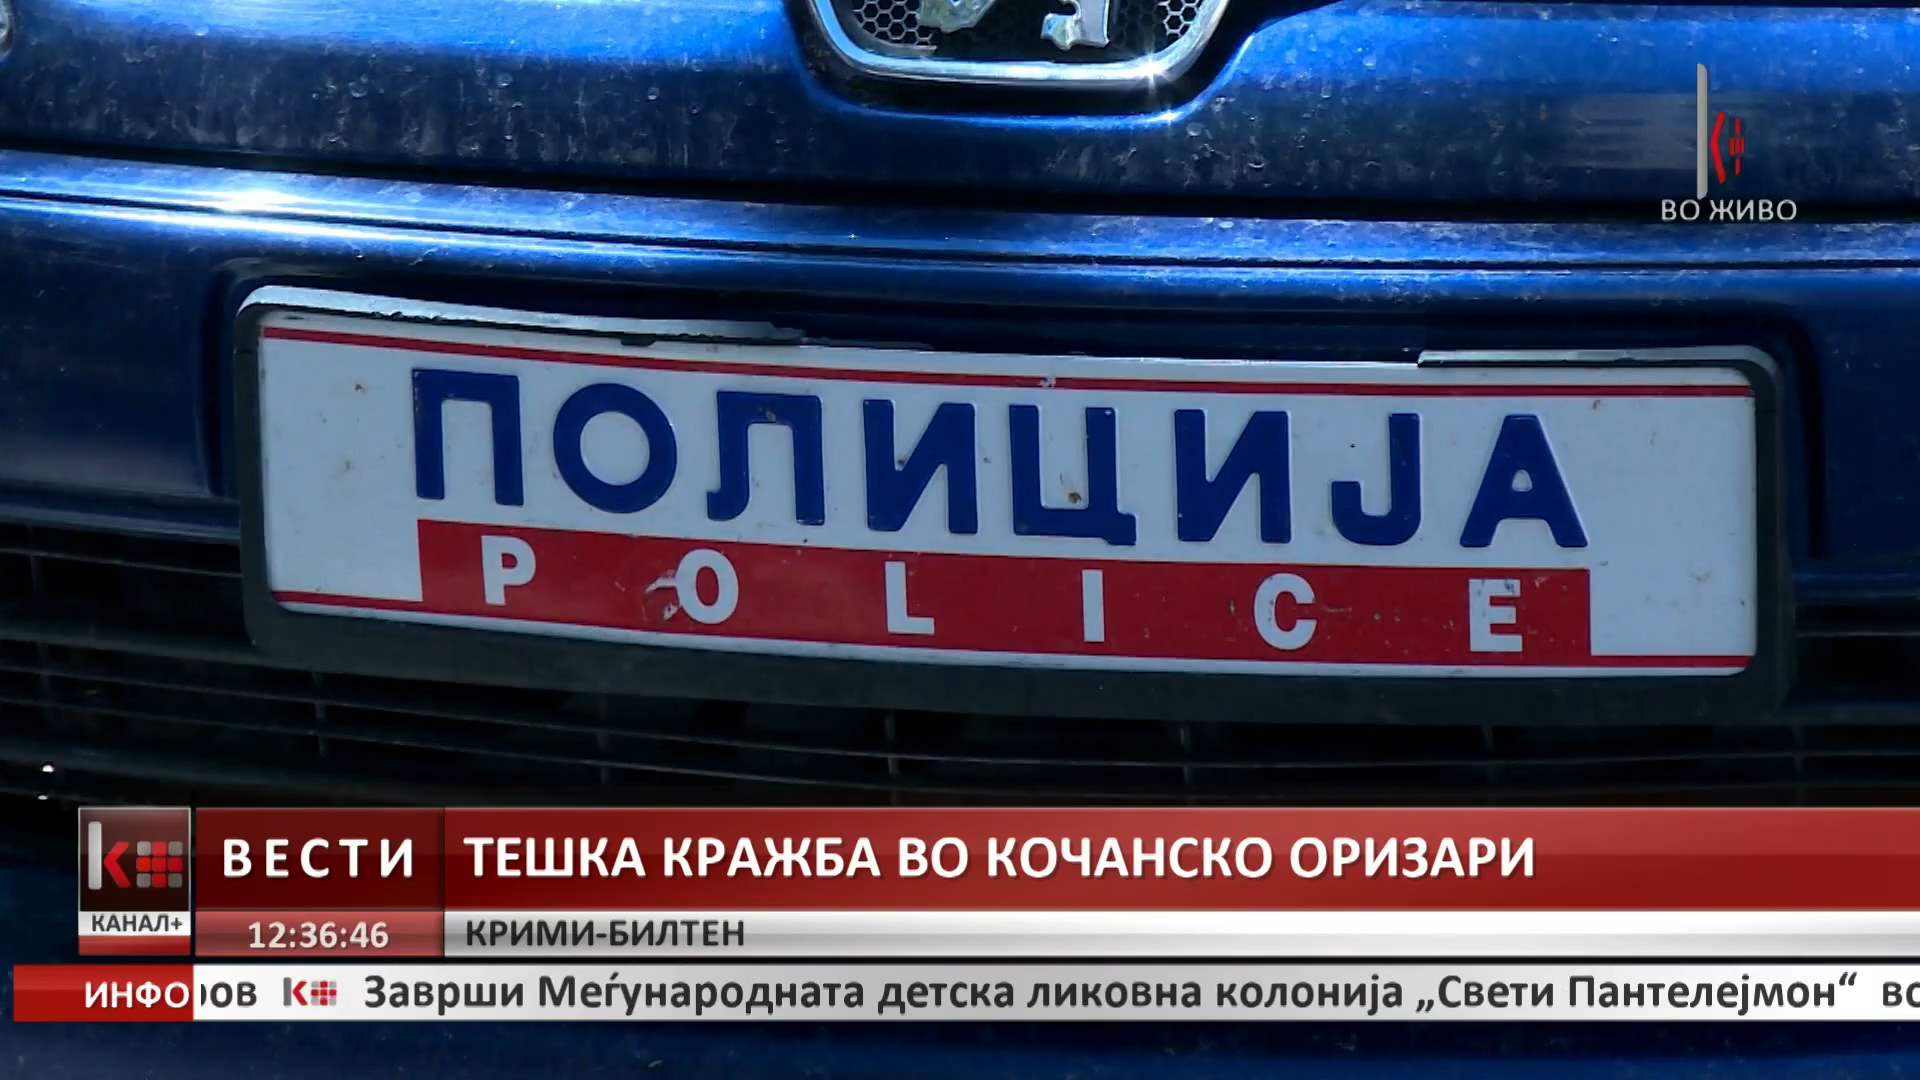 ВО ЖИВО
ПОЛИЦИЈА
POLICE
ВЕСТИ
ТЕШКА КРАЖБА ВО КОЧАНСКО ОРИЗАРИ
КАНАЛ+
12:36:46
КРИМИ-БИЛТЕН
ИНФО
Заврши Меѓународната детска ликовна колонија „Свети Пантелејмон“